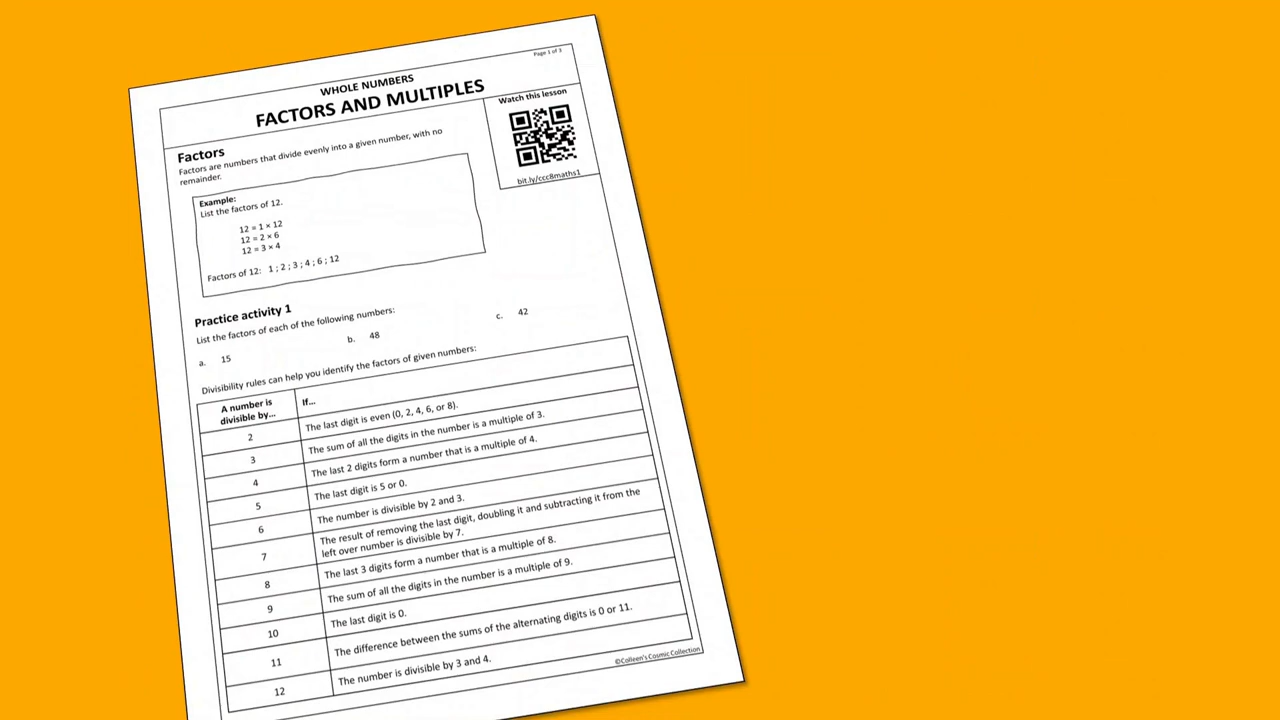 Page 1 of 3
WHOLE NUMBERS
FACTORS AND MULTIPLES
Watch this lesson
bit.ly/ccc8maths1
Factors
Factors are numbers that divide evenly into a given number, with no
remainder.
Example:
List the factors of 12.
12 = 1 × 12
12 = 2 × 6
12 = 3 × 4
Factors of 12: 1 ; 2 ; 3 ; 4 ; 6 ; 12
Practice activity 1
List the factors of each of the following numbers:
a. 15 b. 48 c. 42
Divisibility rules can help you identify the factors of given numbers:
A number is
divisible by...
If...
2 The last digit is even (0, 2, 4, 6, or 8).
3 The sum of all the digits in the number is a multiple of 3.
4 The last 2 digits form a number that is a multiple of 4.
5 The last digit is 5 or 0.
6 The number is divisible by 2 and 3.
7 The result of removing the last digit, doubling it and subtracting it from the
left over number is divisible by 7.
8 The last 3 digits form a number that is a multiple of 8.
9 The sum of all the digits in the number is a multiple of 9.
10 The last digit is 0.
11 The difference between the sums of the alternating digits is 0 or 11.
12 The number is divisible by 3 and 4.
©Colleen's Cosmic Collection